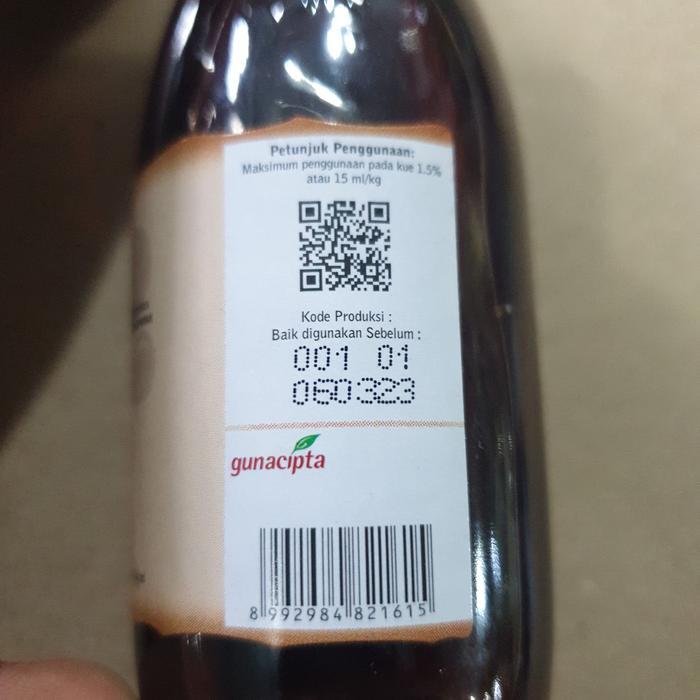 Petunjuk Penggunaan:
Maksimum penggunaan pada kue 1.5%
atau 15 ml/kg
Kode Produksi :
Baik digunakan Sebelum :
001 01
060323
gunacipta
8 992984 821615